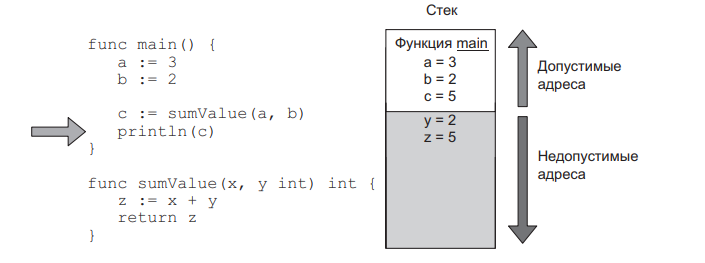 Стек
func main() {
a := 3
b := 2
c := sumValue(a, b)
println(c)
}
func sumValue(x, y int) int {
z := x + y
return z
}
Функция main
a = 3
b = 2
c = 5
y = 2
z = 5
Допустимые
адреса
Недопустимые
адреса